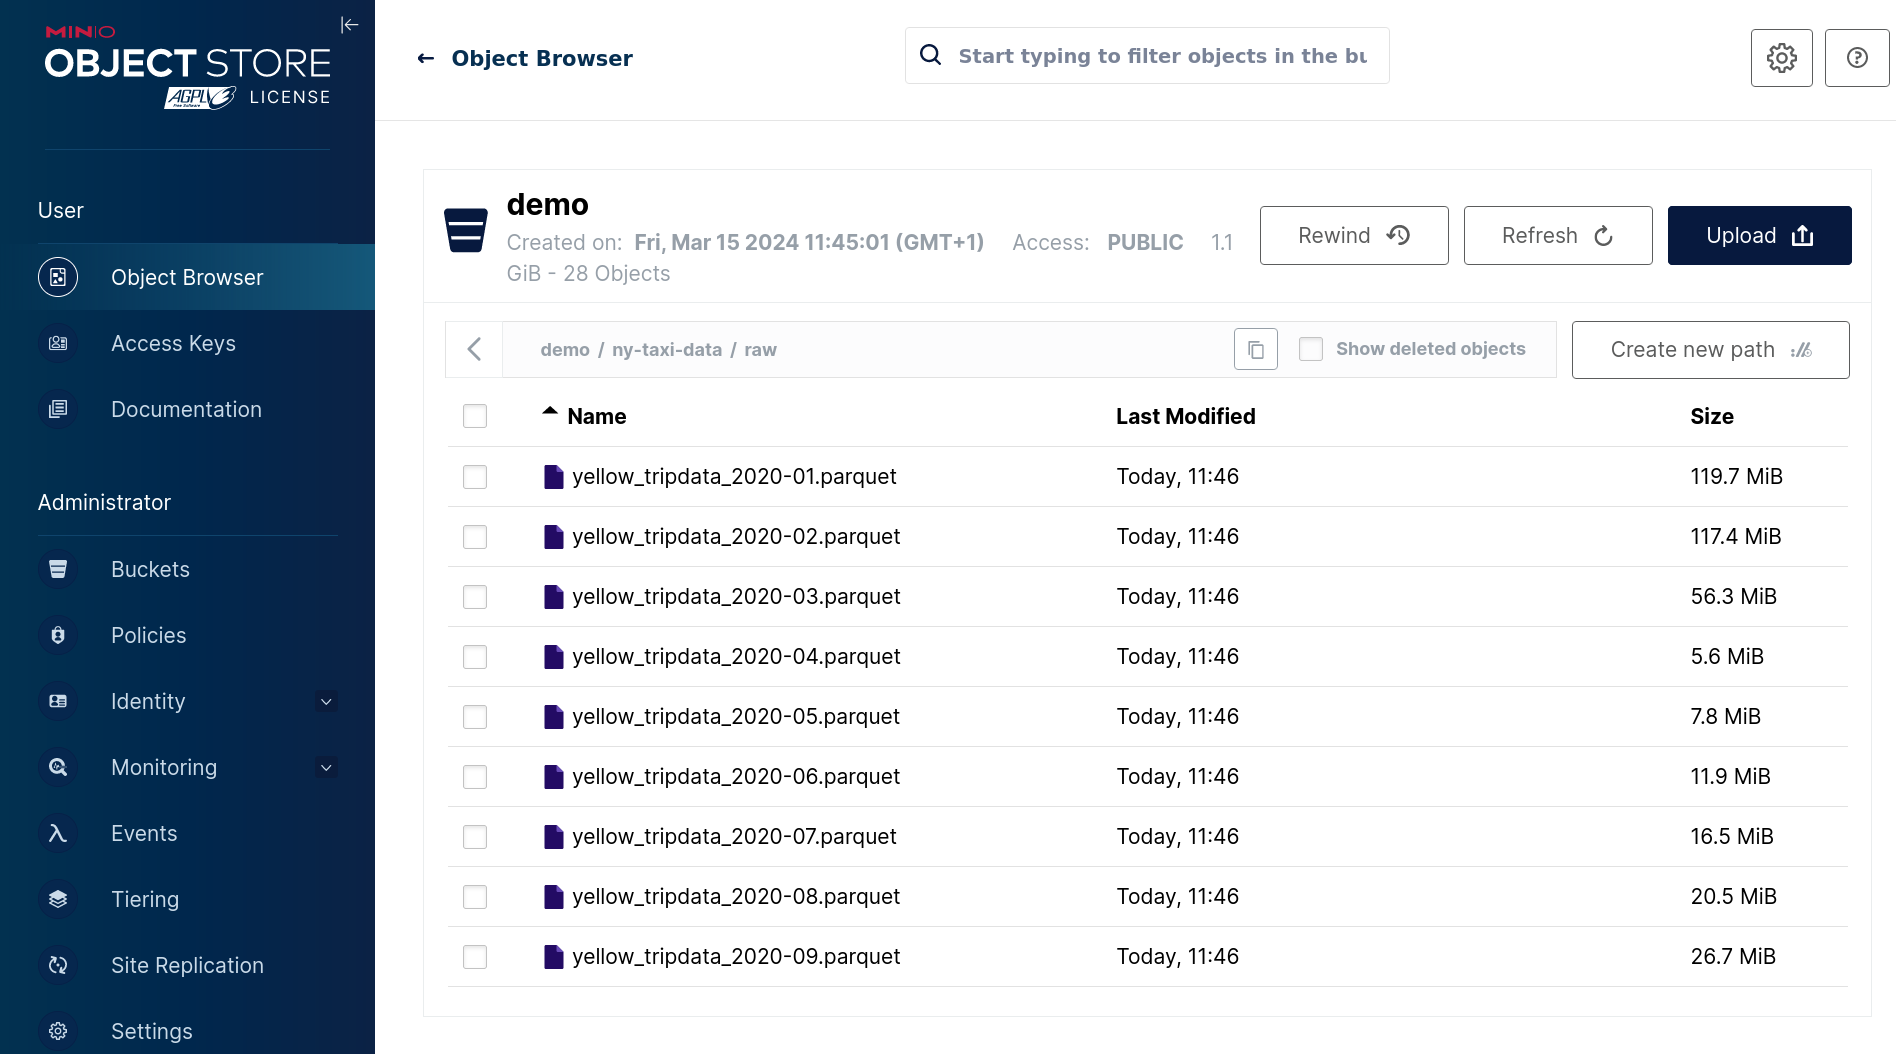 MINIO
OBJECT STORE
AGPLv3 LICENSE
Free Software
User
Object Browser
Access Keys
Documentation
Administrator
Buckets
Policies
Identity
Monitoring
Events
Tiering
Site Replication
Settings
← Object Browser
Start typing to filter objects in the bu
demo
Created on: Fri, Mar 15 2024 11:45:01 (GMT+1) Access: PUBLIC 1.1
GiB - 28 Objects
Rewind
Refresh
Upload
demo / ny-taxi-data / raw
Show deleted objects
Create new path
Name Last Modified Size
yellow_tripdata_2020-01.parquet Today, 11:46 119.7 MiB
yellow_tripdata_2020-02.parquet Today, 11:46 117.4 MiB
yellow_tripdata_2020-03.parquet Today, 11:46 56.3 MiB
yellow_tripdata_2020-04.parquet Today, 11:46 5.6 MiB
yellow_tripdata_2020-05.parquet Today, 11:46 7.8 MiB
yellow_tripdata_2020-06.parquet Today, 11:46 11.9 MiB
yellow_tripdata_2020-07.parquet Today, 11:46 16.5 MiB
yellow_tripdata_2020-08.parquet Today, 11:46 20.5 MiB
yellow_tripdata_2020-09.parquet Today, 11:46 26.7 MiB